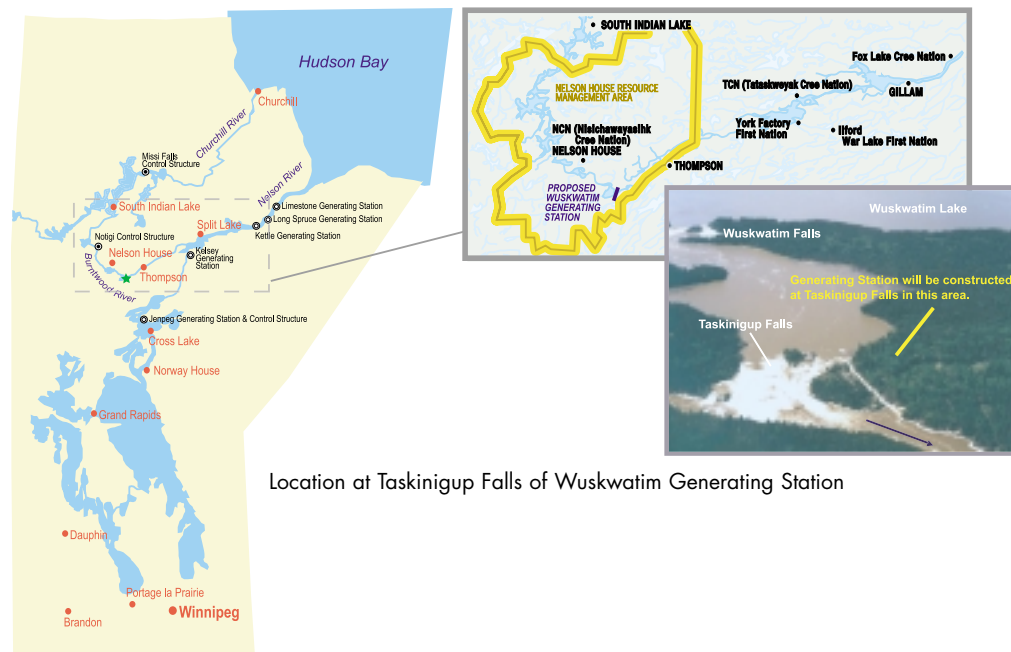 Hudson Bay
Churchill
Churchill River
Missi Falls
Control Structure
Nelson River
South Indian Lake
Limestone Generating Station
Long Spruce Generating Station
Split Lake
Kettle Generating Station
Notigi Control Structure
Nelson House
Kelsey
Generating
Station
Thompson
Burntwood River
Jenpeg Generating Station & Control Structure
Cross Lake
Norway House
Grand Rapids
Dauphin
Portage la Prairie
Winnipeg
Brandon
SOUTH INDIAN LAKE
Fox Lake Cree Nation
NELSON HOUSE RESOURCE
MANAGEMENT AREA
TCN (Tataskweyak Cree Nation)
GILLAM
NCN (Nisichawayasihk
Cree Nation)
NELSON HOUSE
York Factory
First Nation
Ilford
War Lake First Nation
THOMPSON
PROPOSED
WUSKWATIM
GENERATING
STATION
Wuskwatim Lake
Wuskwatim Falls
Generating Station will be constructed
at Taskinigup Falls in this area.
Taskinigup Falls
Location at Taskinigup Falls of Wuskwatim Generating Station